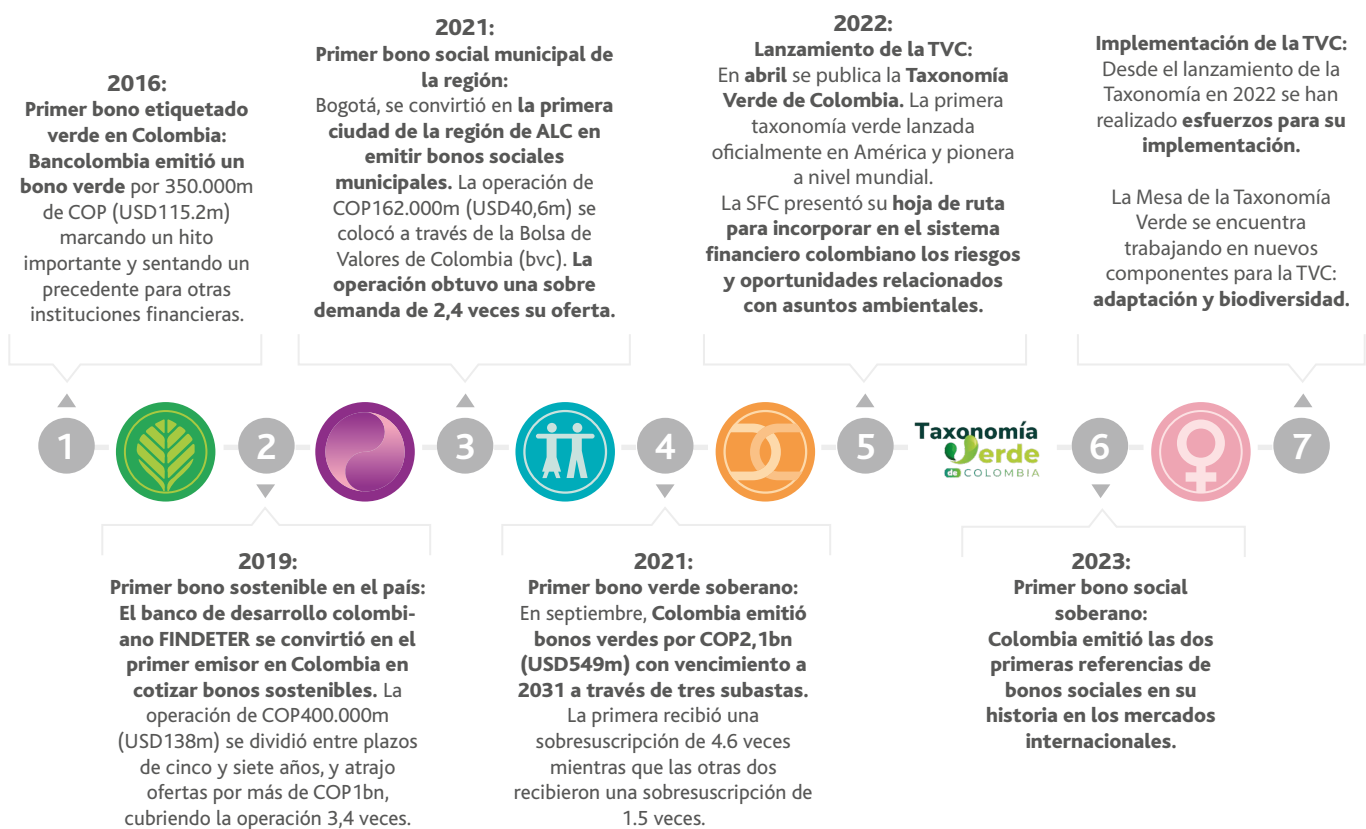 2016:
Primer bono etiquetado
verde en Colombia:
Bancolombia emitió un
bono verde por 350.000m
de COP (USD115.2m)
marcando un hito
importante y sentando un
precedente para otras
instituciones financieras.
2021:
Primer bono social municipal de
la región:
Bogotá, se convirtió en la primera
ciudad de la región de ALC en
emitir bonos sociales
municipales. La operación de
COP162.000m (USD40,6m) se
colocó a través de la Bolsa de
Valores de Colombia (bvc). La
operación obtuvo una sobre
demanda de 2,4 veces su oferta.
2022:
Lanzamiento de la TVC:
En abril se publica la Taxonomía
Verde de Colombia. La primera
taxonomía verde lanzada
oficialmente en América y pionera
a nivel mundial.
La SFC presentó su hoja de ruta
para incorporar en el sistema
financiero colombiano los riesgos
y oportunidades relacionados
con asuntos ambientales.
Implementación de la TVC:
Desde el lanzamiento de la
Taxonomía en 2022 se han
realizado esfuerzos para su
implementación.
La Mesa de la Taxonomía
Verde se encuentra
trabajando en nuevos
componentes para la TVC:
adaptación y biodiversidad.
1
2
3
4
5
Taxonomía
Verde
de COLOMBIA
6
7
2019:
Primer bono sostenible en el país:
El banco de desarrollo colombi-
ano FINDETER se convirtió en el
primer emisor en Colombia en
cotizar bonos sostenibles. La
operación de COP400.000m
(USD138m) se dividió entre plazos
de cinco y siete años, y atrajo
ofertas por más de COP1bn,
cubriendo la operación 3,4 veces.
2021:
Primer bono verde soberano:
En septiembre, Colombia emitió
bonos verdes por COP2,1bn
(USD549m) con vencimiento a
2031 a través de tres subastas.
La primera recibió una
sobresuscripción de 4.6 veces
mientras que las otras dos
recibieron una sobresuscripción de
1.5 veces.
2023:
Primer bono social
soberano:
Colombia emitió las dos
primeras referencias de
bonos sociales en su
historia en los mercados
internacionales.